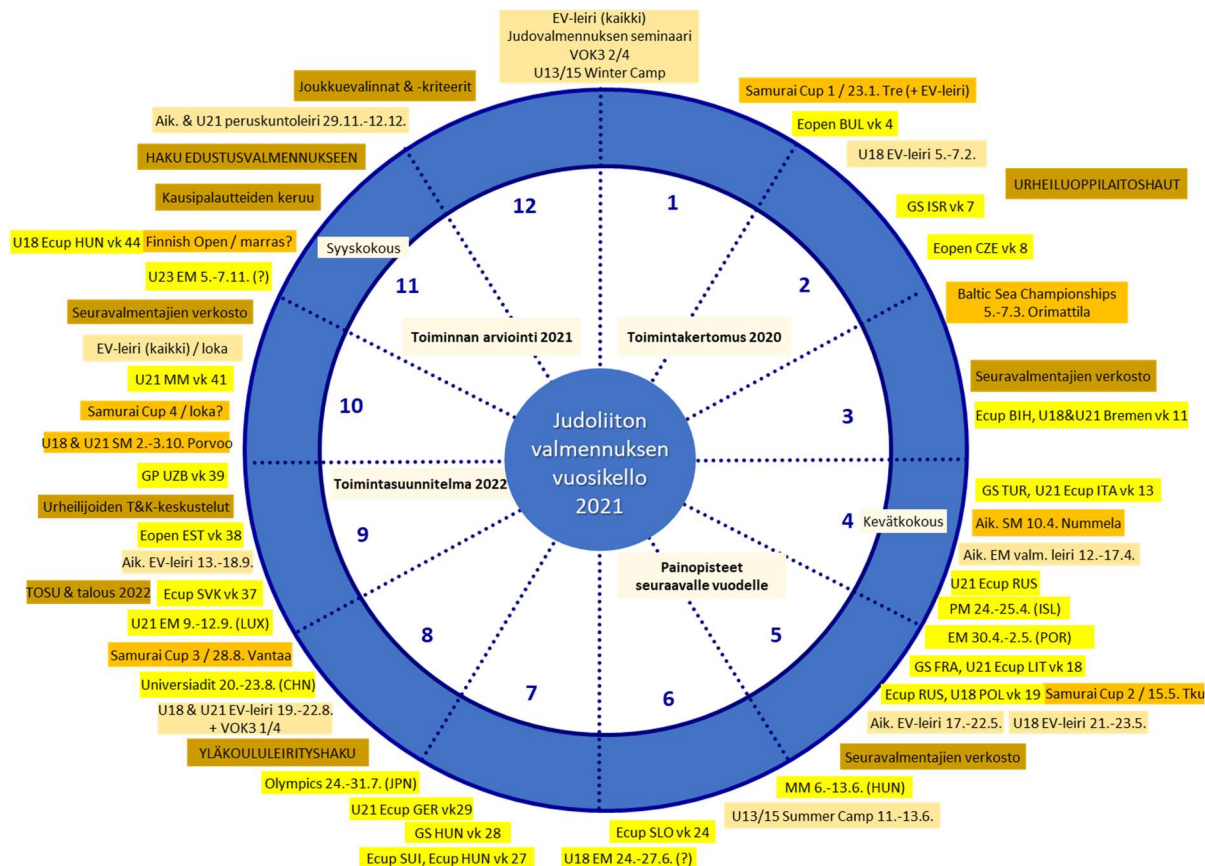 EV-leiri (kaikki)
Judovalmennuksen seminaari
VOK3 2/4
U13/15 Winter Camp
Samurai Cup 1 / 23.1. Tre (+ EV-leiri)
Eopen BUL vk 4
U18 EV-leiri 5.-7.2.
URHEILUOPPILAITOSHAUT
GS ISR vk 7
Eopen CZE vk 8
Baltic Sea Championships
5.-7.3. Orimattila
Seuravalmentajien verkosto
Ecup BIH, U18&U21 Bremen vk 11
GS TUR, U21 Ecup ITA vk 13
Aik. SM 10.4. Nummela
Aik. EM valm. leiri 12.-17.4.
U21 Ecup RUS
PM 24.-25.4. (ISL)
EM 30.4.-2.5. (POR)
GS FRA, U21 Ecup LIT vk 18
Ecup RUS, U18 POL vk 19
Samurai Cup 2 / 15.5. Tku
Aik. EV-leiri 17.-22.5.
U18 EV-leiri 21.-23.5.
Seuravalmentajien verkosto
MM 6.-13.6. (HUN)
U13/15 Summer Camp 11.-13.6.
Ecup SLO vk 24
U18 EM 24.-27.6. (?)
Ecup SUI, Ecup HUN vk 27
GS HUN vk 28
U21 Ecup GER vk29
Olympics 24.-31.7. (JPN)
YLÄKOULULEIRITYSHAKU
U18 & U21 EV-leiri 19.-22.8.
+ VOK3 1/4
Universiadit 20.-23.8. (CHN)
Samurai Cup 3 / 28.8. Vantaa
U21 EM 9.-12.9. (LUX)
TOSU & talous 2022
Ecup SVK vk 37
Aik. EV-leiri 13.-18.9.
Eopen EST vk 38
Urheilijoiden T&K-keskustelut
GP UZB vk 39
U18 & U21 SM 2.-3.10. Porvoo
Samurai Cup 4 / loka?
U21 MM vk 41
EV-leiri (kaikki) / loka
Seuravalmentajien verkosto
U23 EM 5.-7.11. (?)
U18 Ecup HUN vk 44
Finnish Open / marras?
Kausipalautteiden keruu
HAKU EDUSTUSVALMENNUKSEEN
Aik. & U21 peruskuntoleiri 29.11.-12.12.
Joukkuevalinnat & -kriteerit
12
1
2
3
4
5
6
7
8
9
10
11
Syyskokous
Kevätkokous
Toiminnan arviointi 2021
Toimintakertomus 2020
Toimintasuunnitelma 2022
Painopisteet
seuraavalle vuodelle
Judoliiton
valmennuksen
vuosikello
2021